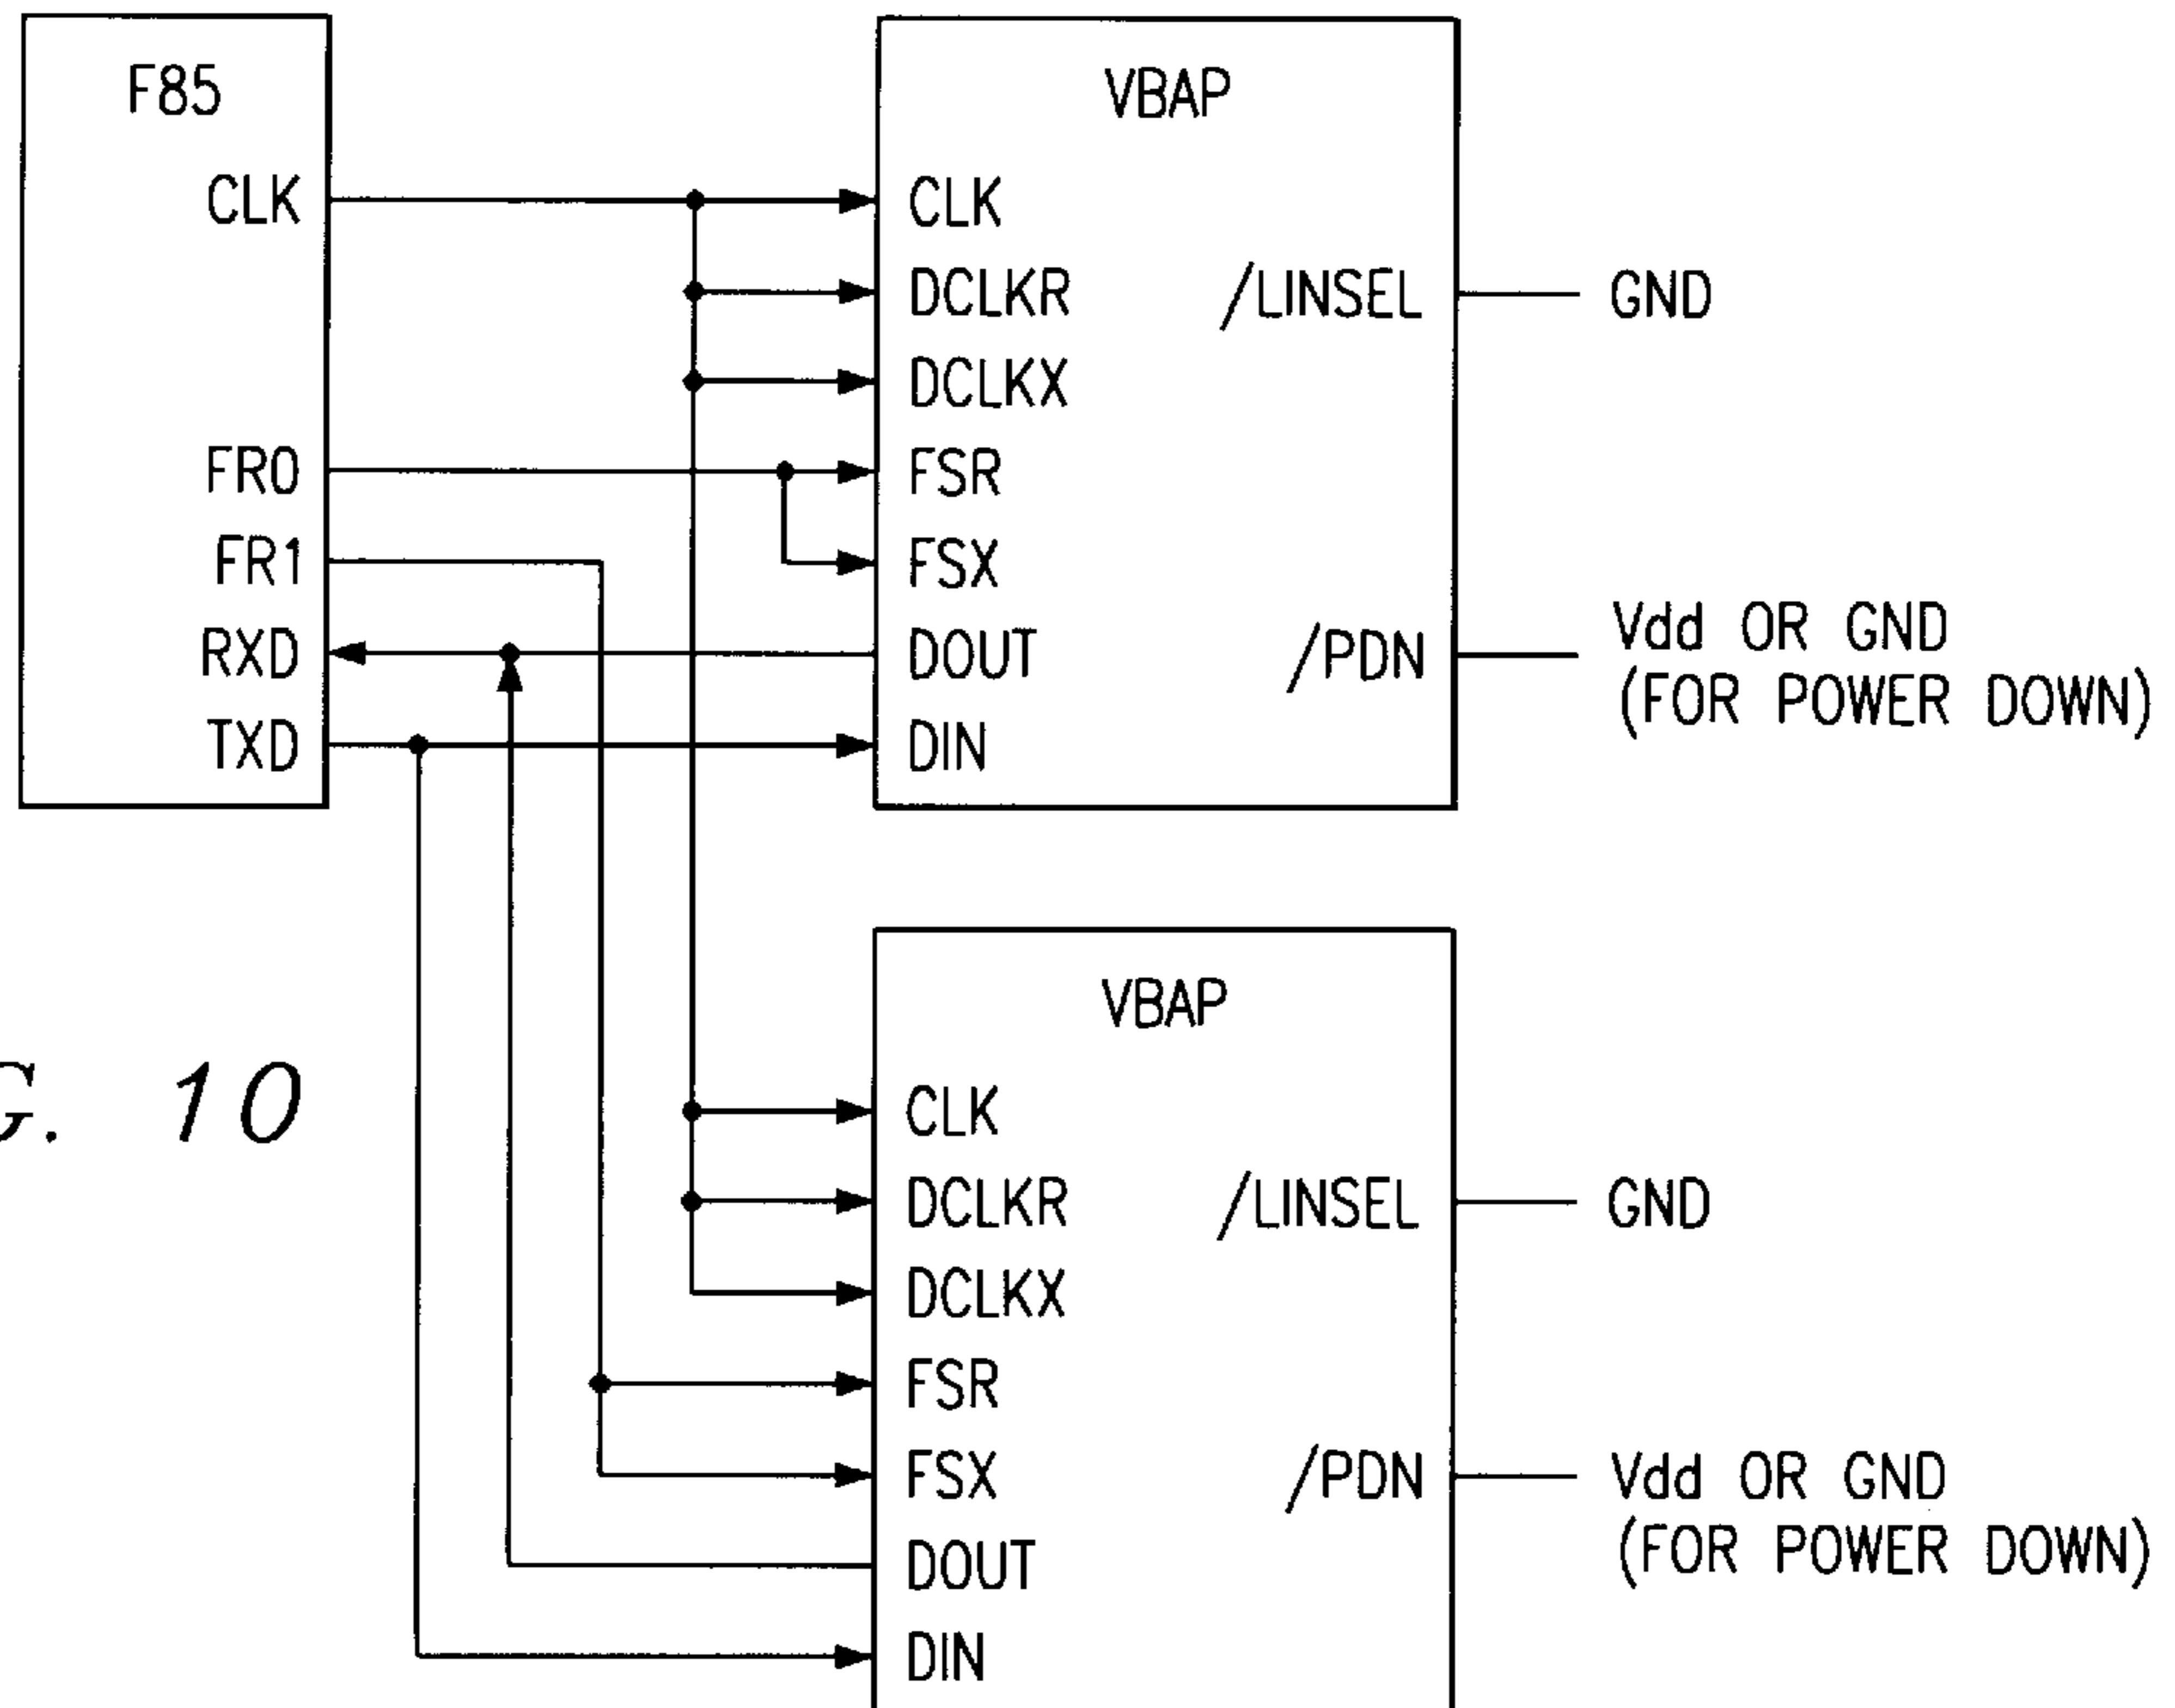 F85
CLK
FR0
FR1
RXD
TXD
VBAP
CLK
DCLKR
DCLKX
FSR
FSX
DOUT
DIN
/LINSEL
GND
/PDN
Vdd OR GND
(FOR POWER DOWN)
VBAP
CLK
DCLKR
DCLKX
FSR
FSX
DOUT
DIN
/LINSEL
GND
/PDN
Vdd OR GND
(FOR POWER DOWN)
G. 10